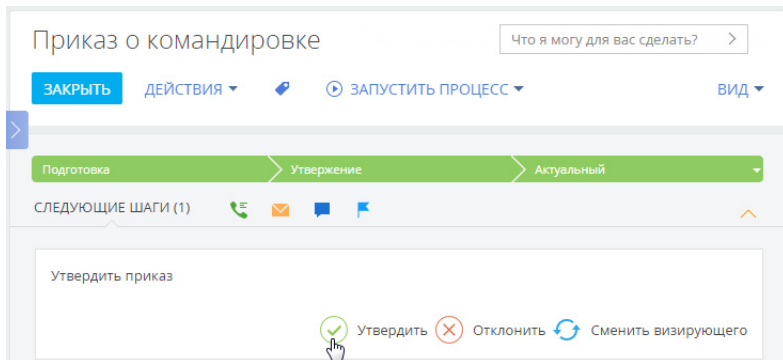 Приказ о командировке
Что я могу для вас сделать?
ЗАКРЫТЬ ДЕЙСТВИЯ ЗАПУСТИТЬ ПРОЦЕСС ВИД
Подготовка Утвержение Актуальный
СЛЕДУЮЩИЕ ШАГИ (1)
Утвердить приказ
Утвердить Отклонить Сменить визирующего